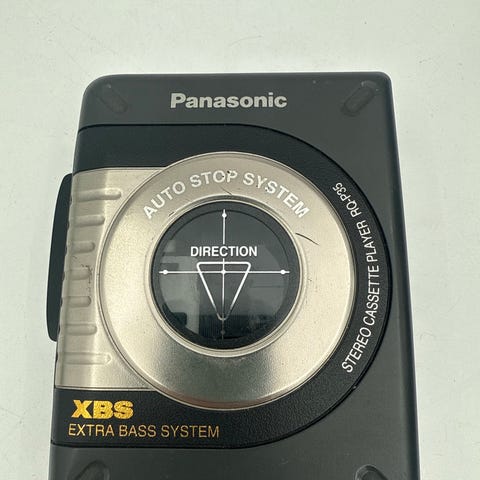 Panasonic
AUTO STOP SYSTEM
DIRECTION
STEREO CASSETTE PLAYER RQ-P35
XBS
EXTRA BASS SYSTEM